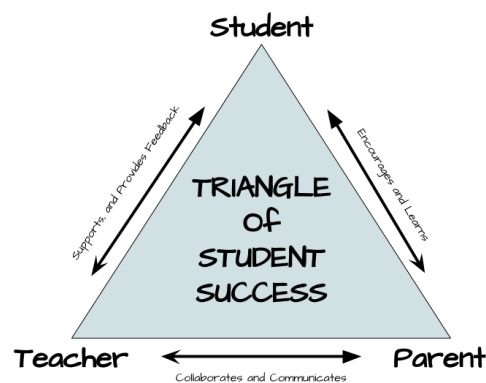 Student
Supports, and Provides Feedback
Encourages and Learns
TRIANGLE
of
STUDENT
SUCCESS
Teacher
Parent
Collaborates and Communicates